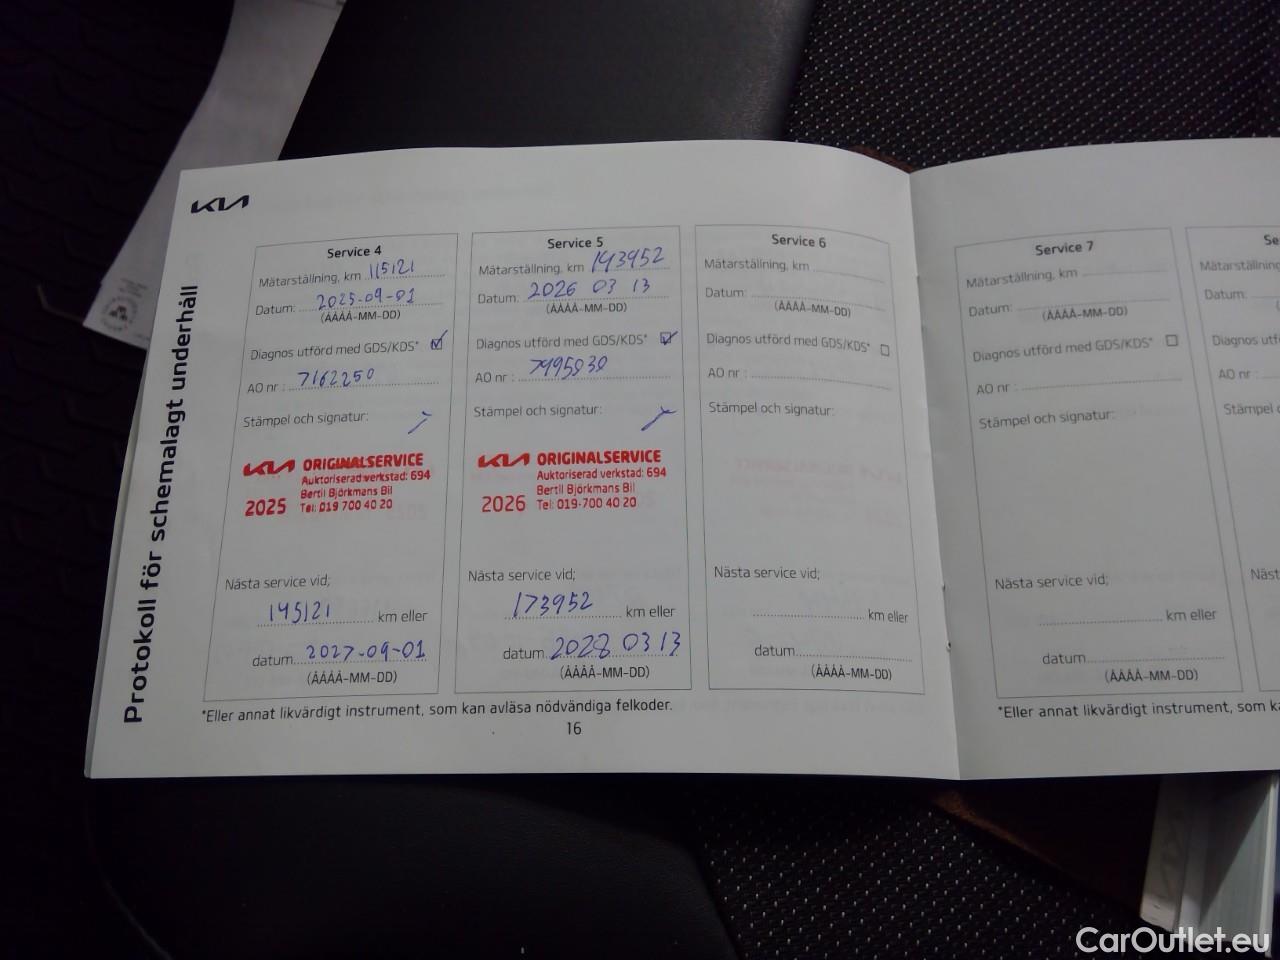 KIA
Protokoll för schemalagt underhåll
Service 4
Mätarställning, km 115121
Datum: 2025-09-01
(ÅÅÅÅ-MM-DD)
Diagnos utförd med GDS/KDS*
AO nr: 7162250
Stämpel och signatur:
KIA ORIGINALSERVICE
Auktoriserad verkstad: 694
Bertil Björkmans Bil
2025 Tel: 019 700 40 20
Nästa service vid;
145121 km eller
datum 2027-09-01
(ÅÅÅÅ-MM-DD)
Service 5
Mätarställning, km 143952
Datum: 2026 03 13
(ÅÅÅÅ-MM-DD)
Diagnos utförd med GDS/KDS*
AO nr :
Stämpel och signatur:
KIA ORIGINALSERVICE
Auktoriserad verkstad: 694
Bertil Björkmans Bil
2026 Tel: 019-700 40 20
Nästa service vid;
173952 km eller
datum 2028 03 13
(ÅÅÅÅ-MM-DD)
Service 6
Mätarställning, km
Datum:
(ÅÅÅÅ-MM-DD)
Diagnos utförd med GDS/KDS*
AO nr :
Stämpel och signatur:
Nästa service vid;
km eller
datum
(ÅÅÅÅ-MM-DD)
*Eller annat likvärdigt instrument, som kan avläsa nödvändiga felkoder.
16
Service 7
Mätarställning, km
Datum:
(ÅÅÅÅ-MM-DD)
Diagnos utförd med GDS/KDS*
AO nr :
Stämpel och signatur:
Nästa service vid;
km eller
datum
(ÅÅÅÅ-MM-DD)
Se
Mätarställning
Datum:
Diagnos utf
AO nr :
Stämpel o
Näst
*Eller annat likvärdigt instrument, som k
CarOutlet.eu